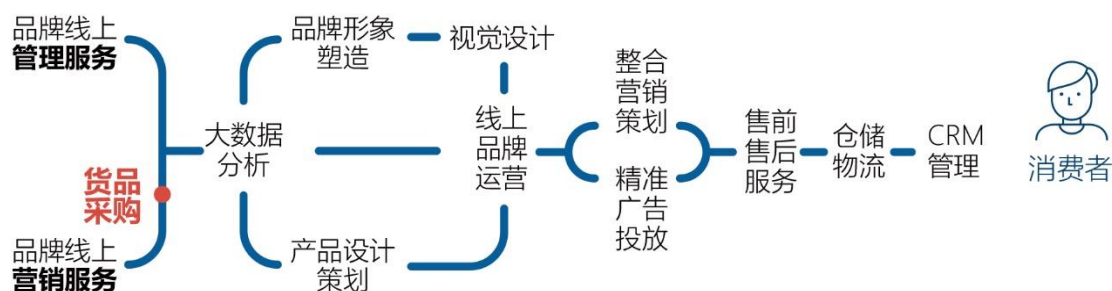 品牌线上
管理服务
货品
采购
品牌线上
营销服务
大数据
分析
品牌形象
塑造
视觉设计
产品设计
策划
线上
品牌
运营
整合
营销
策划
精准
广告
投放
售前
售后
服务
仓储
物流
CRM
管理
消费者